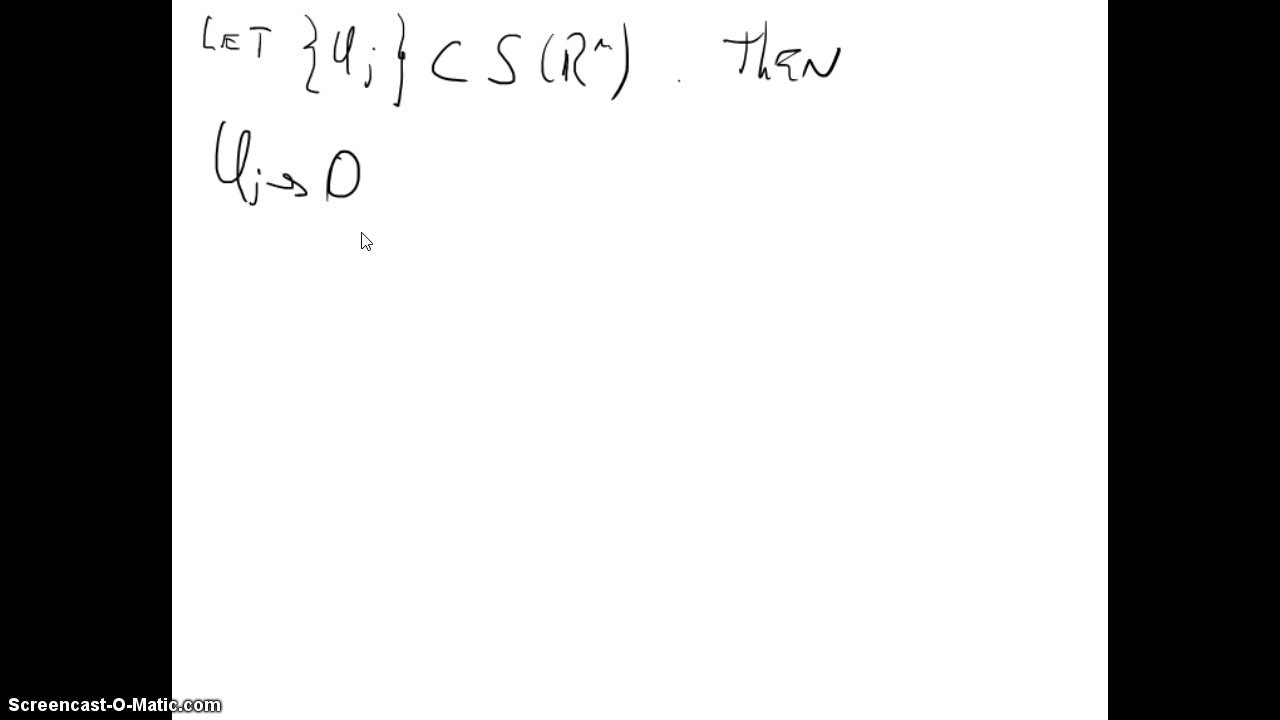 LET {φj} ⊂ S(ℝⁿ). THEN
φj → 0
Screencast-O-Matic.com